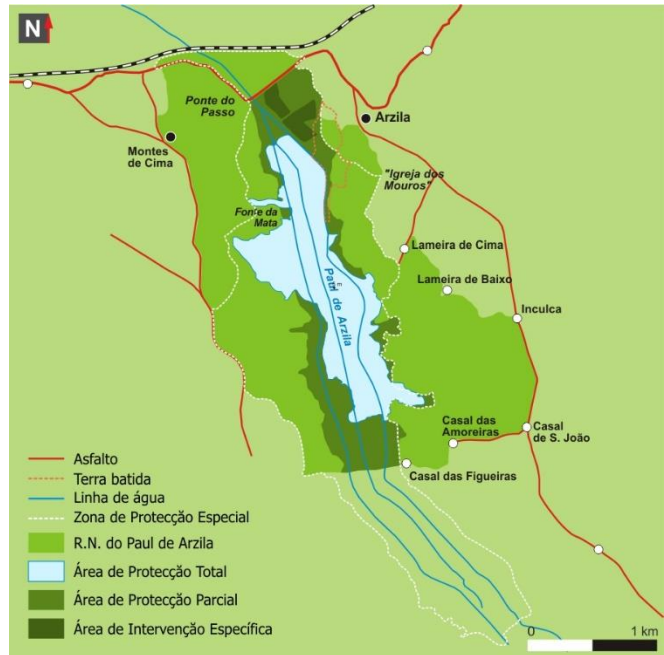 N
Ponte do
Passo
Arzila
Montes
de Cima
"Igreja dos
Mouros"
Fonte da
Mata
Lameira de Cima
Lameira de Baixo
Paul de Arzila
Inculca
Casal das
Amoreiras
Casal
de S. João
Casal das Figueiras
Asfalto
Terra batida
Linha de água
Zona de Protecção Especial
R.N. do Paul de Arzila
Área de Protecção Total
Área de Protecção Parcial
Área de Intervenção Específica
0 1 km